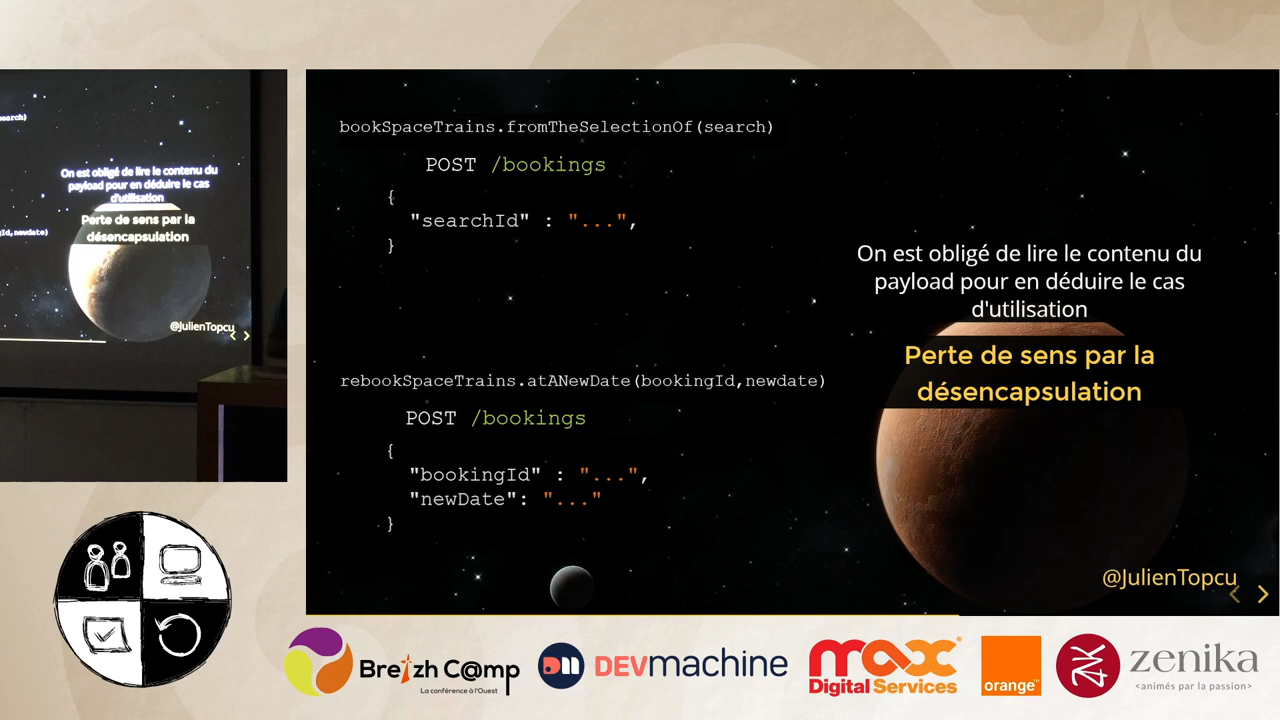 bookSpaceTrains.fromTheSelectionOf(search)
POST /bookings
{
"searchId" : "...",
}
rebookSpaceTrains.atANewDate(bookingId,newdate)
POST /bookings
{
"bookingId" : "...",
"newDate": "..."
}
On est obligé de lire le contenu du
payload pour en déduire le cas
d'utilisation
Perte de sens par la
désencapsulation
@JulienTopcu
search)
On est obligé de lire le contenu du
payload pour en déduire le cas
d'utilisation
Perte de sens par la
désencapsulation
gId,newdate)
@JulienTopcu
Breizh C@mp
La conférence à l'Ouest
DEVmachine
max
Digital Services
orange
zenika
<animés par la passion>